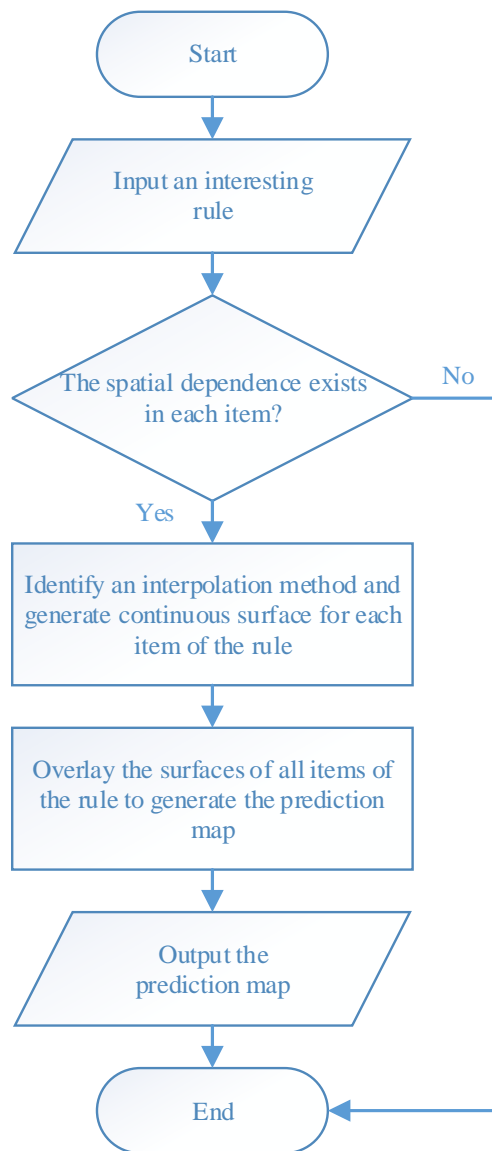 Start
Input an interesting
rule
The spatial dependence exists
in each item?
No
Yes
Identify an interpolation method and
generate continuous surface for each
item of the rule
Overlay the surfaces of all items of
the rule to generate the prediction
map
Output the
prediction map
End